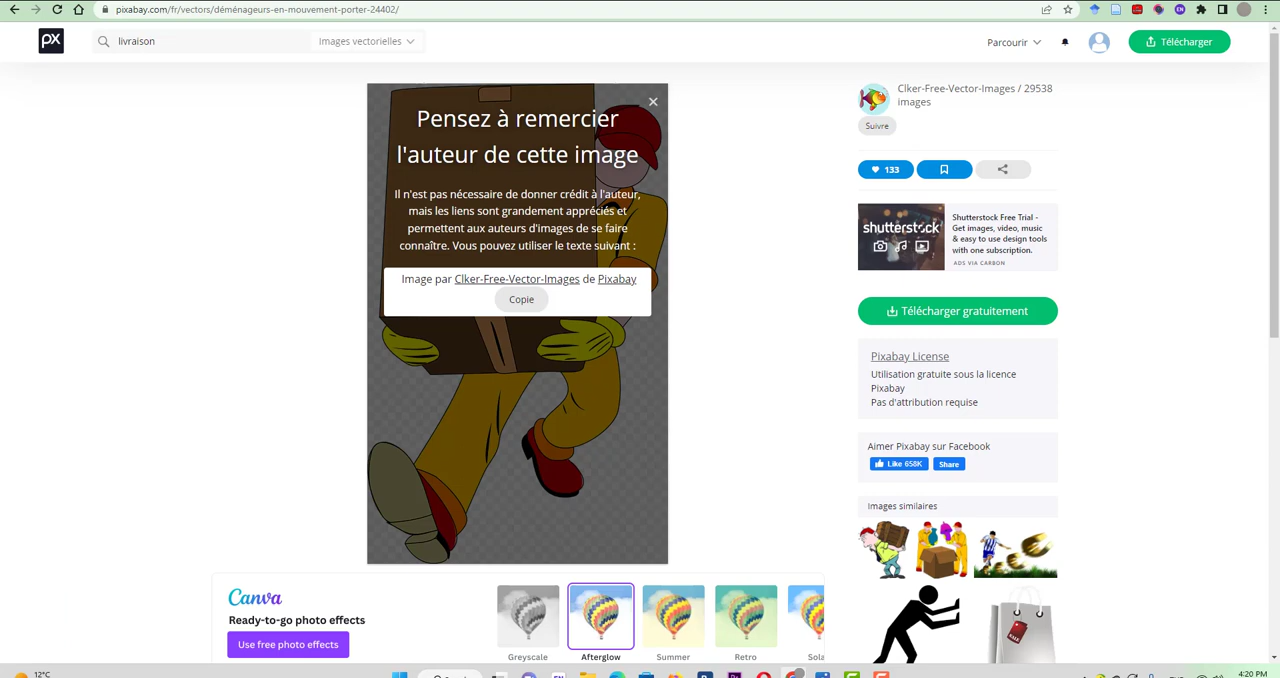 pixabay.com/fr/vectors/déménageurs-en-mouvement-porter-24402/
px
livraison
Images vectorielles
Parcourir
Télécharger
Pensez à remercier
l'auteur de cette image
Il n'est pas nécessaire de donner crédit à l'auteur,
mais les liens sont grandement appréciés et
permettent aux auteurs d'images de se faire
connaître. Vous pouvez utiliser le texte suivant :
Image par Clker-Free-Vector-Images de Pixabay
Copie
Clker-Free-Vector-Images / 29538
images
Suivre
133
shutterstock
Shutterstock Free Trial -
Get images, video, music
& easy to use design tools
with one subscription.
ADS VIA CARBON
Télécharger gratuitement
Pixabay License
Utilisation gratuite sous la licence
Pixabay
Pas d'attribution requise
Aimer Pixabay sur Facebook
Like 658K
Share
Images similaires
SALE
Canva
Ready-to-go photo effects
Use free photo effects
Greyscale
Afterglow
Summer
Retro
Sola
12°C
4:20 PM